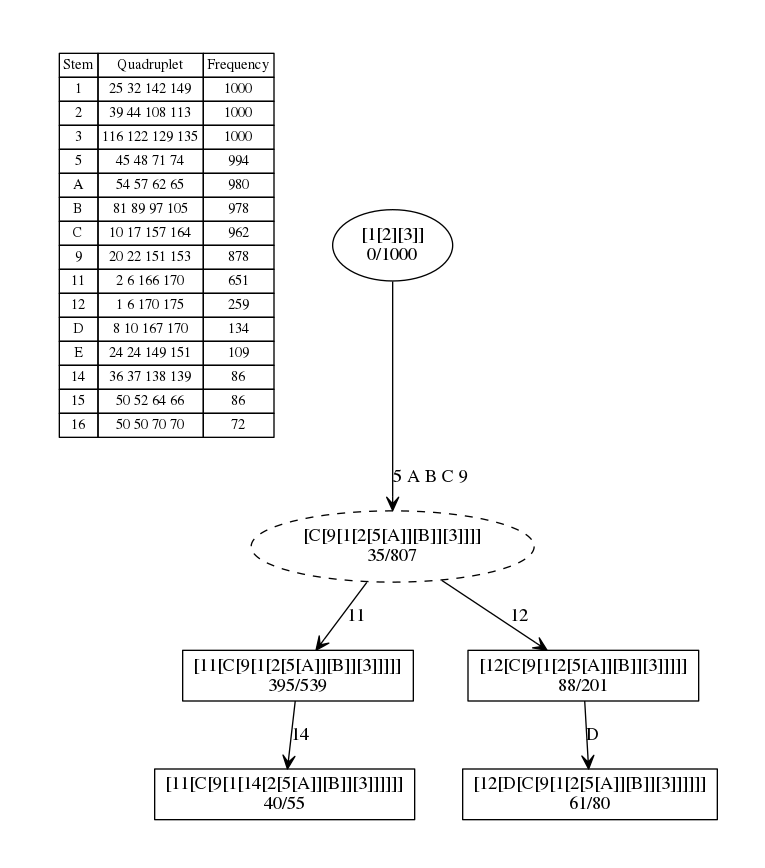 Stem Quadruplet Frequency
1 25 32 142 149 1000
2 39 44 108 113 1000
3 116 122 129 135 1000
5 45 48 71 74 994
A 54 57 62 65 980
B 81 89 97 105 978
C 10 17 157 164 962
9 20 22 151 153 878
11 2 6 166 170 651
12 1 6 170 175 259
D 8 10 167 170 134
E 24 24 149 151 109
14 36 37 138 139 86
15 50 52 64 66 86
16 50 50 70 70 72
[1[2][3]]
0/1000
5 A B C 9
[C[9[1[2[5[A]][B]][3]]]]
35/807
11
12
[11[C[9[1[2[5[A]][B]][3]]]]]
395/539
[12[C[9[1[2[5[A]][B]][3]]]]]
88/201
14
D
[11[C[9[1[14[2[5[A]][B]][3]]]]]]
40/55
[12[D[C[9[1[2[5[A]][B]][3]]]]]]
61/80